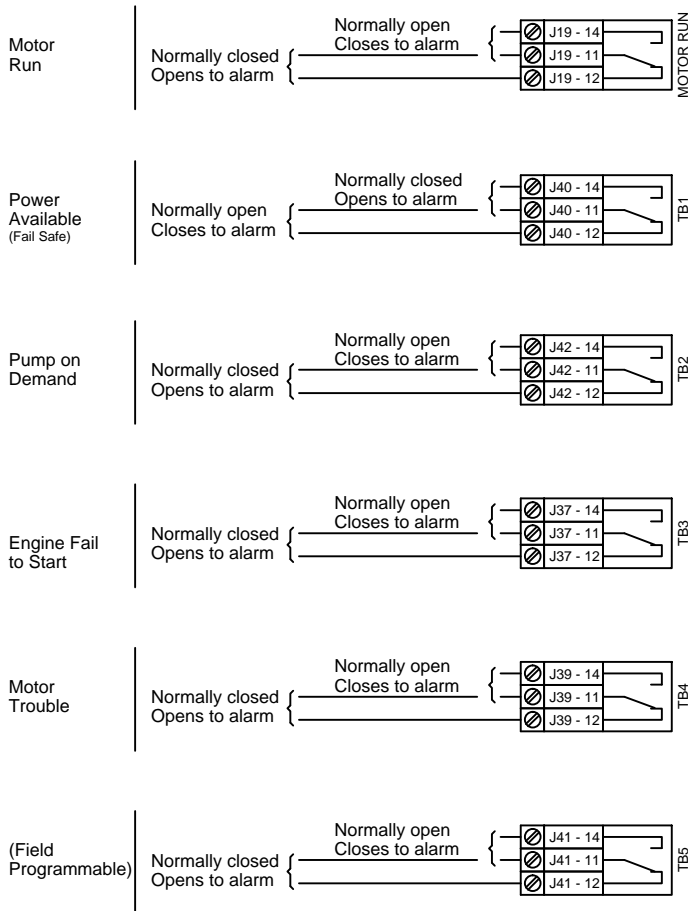 Motor
Run
Normally closed
Opens to alarm
Normally open
Closes to alarm
J19 - 14
J19 - 11
J19 - 12
MOTOR RUN
Power
Available
(Fail Safe)
Normally open
Closes to alarm
Normally closed
Opens to alarm
J40 - 14
J40 - 11
J40 - 12
TB1
Pump on
Demand
Normally closed
Opens to alarm
Normally open
Closes to alarm
J42 - 14
J42 - 11
J42 - 12
TB2
Engine Fail
to Start
Normally closed
Opens to alarm
Normally open
Closes to alarm
J37 - 14
J37 - 11
J37 - 12
TB3
Motor
Trouble
Normally closed
Opens to alarm
Normally open
Closes to alarm
J39 - 14
J39 - 11
J39 - 12
TB4
(Field
Programmable)
Normally closed
Opens to alarm
Normally open
Closes to alarm
J41 - 14
J41 - 11
J41 - 12
TB5